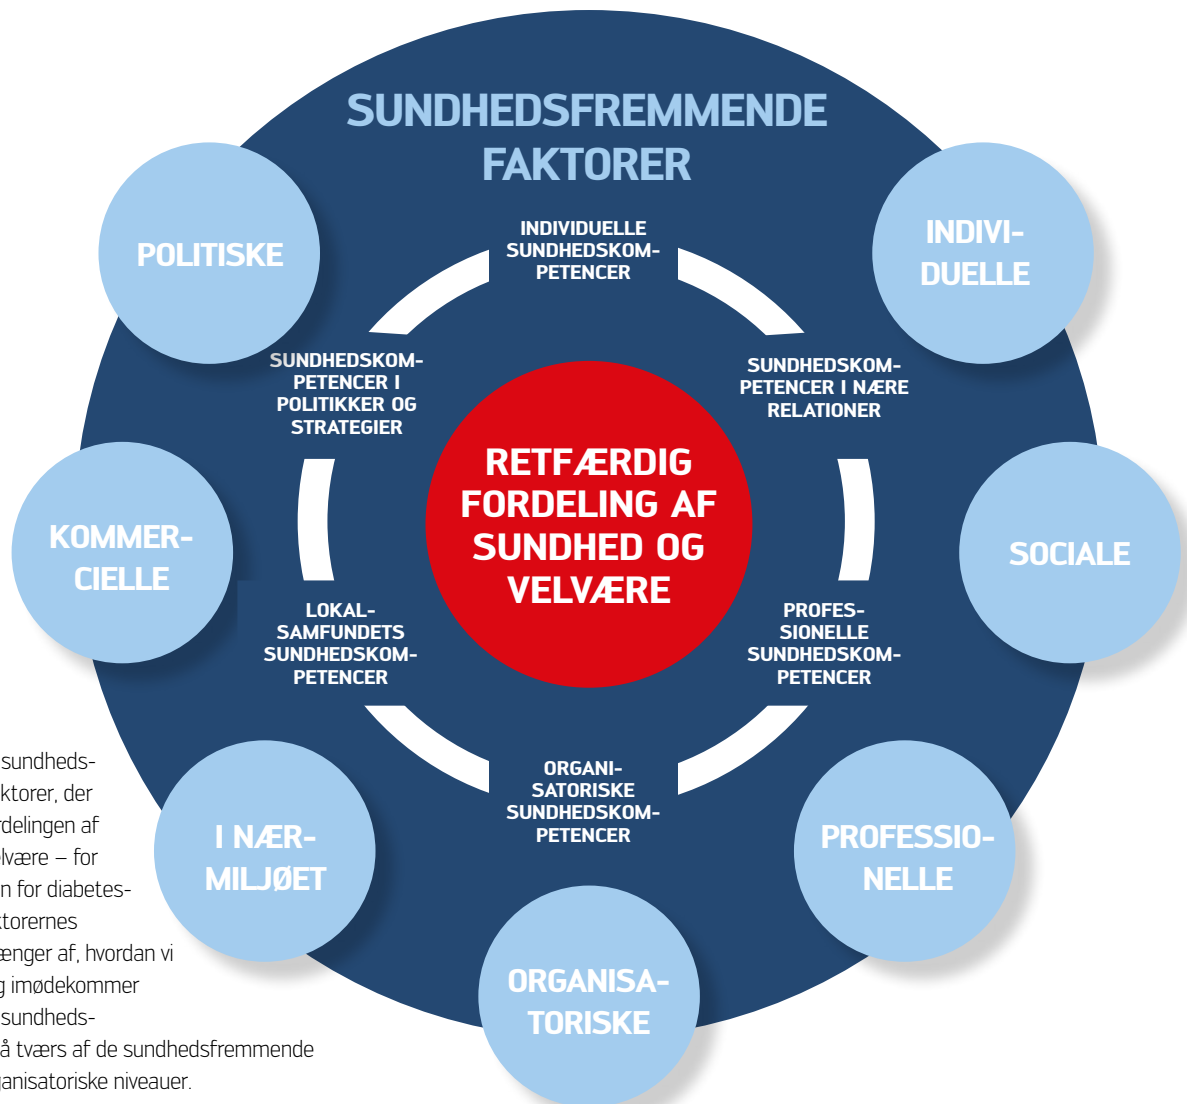 SUNDHEDSFREMMENDE
FAKTORER
POLITISKE
INDIVI-
DUELLE
INDIVIDUELLE
SUNDHEDSKOM-
PETENCER
SUNDHEDSKOM-
PETENCER I
POLITIKKER OG
STRATEGIER
SUNDHEDSKOM-
PETENCER I NÆRE
RELATIONER
RETFÆRDIG
FORDELING AF
SUNDHED OG
VELVÆRE
KOMMER-
CIELLE
SOCIALE
LOKAL-
SAMFUNDETS
SUNDHEDSKOM-
PETENCER
PROFES-
SIONELLE
SUNDHEDSKOM-
PETENCER
ORGANI-
SATORISKE
SUNDHEDSKOM-
PETENCER
I NÆR-
MILJØET
PROFESSIO-
NELLE
ORGANISA-
TORISKE
sundheds-
ktorer, der
rdelingen af
elvære – for
n for diabetes-
ktorernes
ænger af, hvordan vi
g imødekommer
sundheds-
å tværs af de sundhedsfremmende
ganisatoriske niveauer.